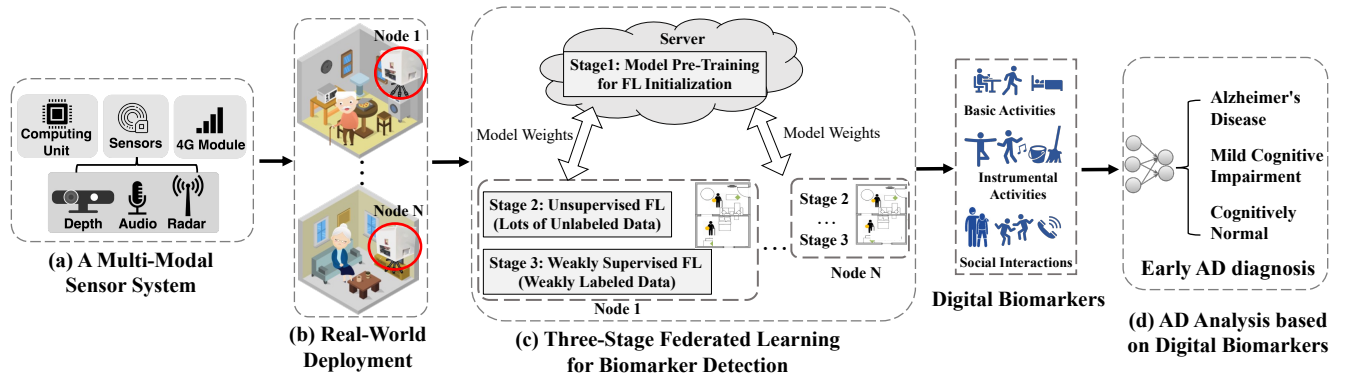 Computing
Unit
Sensors
4G Module
Depth
Audio
Radar
(a) A Multi-Modal
Sensor System
Node 1
Node N
(b) Real-World
Deployment
Server
Stage1: Model Pre-Training
for FL Initialization
Model Weights
Model Weights
Stage 2: Unsupervised FL
(Lots of Unlabeled Data)
Stage 3: Weakly Supervised FL
(Weakly Labeled Data)
Node 1
...
Stage 2
...
Stage 3
Node N
(c) Three-Stage Federated Learning
for Biomarker Detection
Basic Activities
Instrumental
Activities
Social Interactions
Digital Biomarkers
Alzheimer's
Disease
Mild Cognitive
Impairment
Cognitively
Normal
Early AD diagnosis
(d) AD Analysis based
on Digital Biomarkers